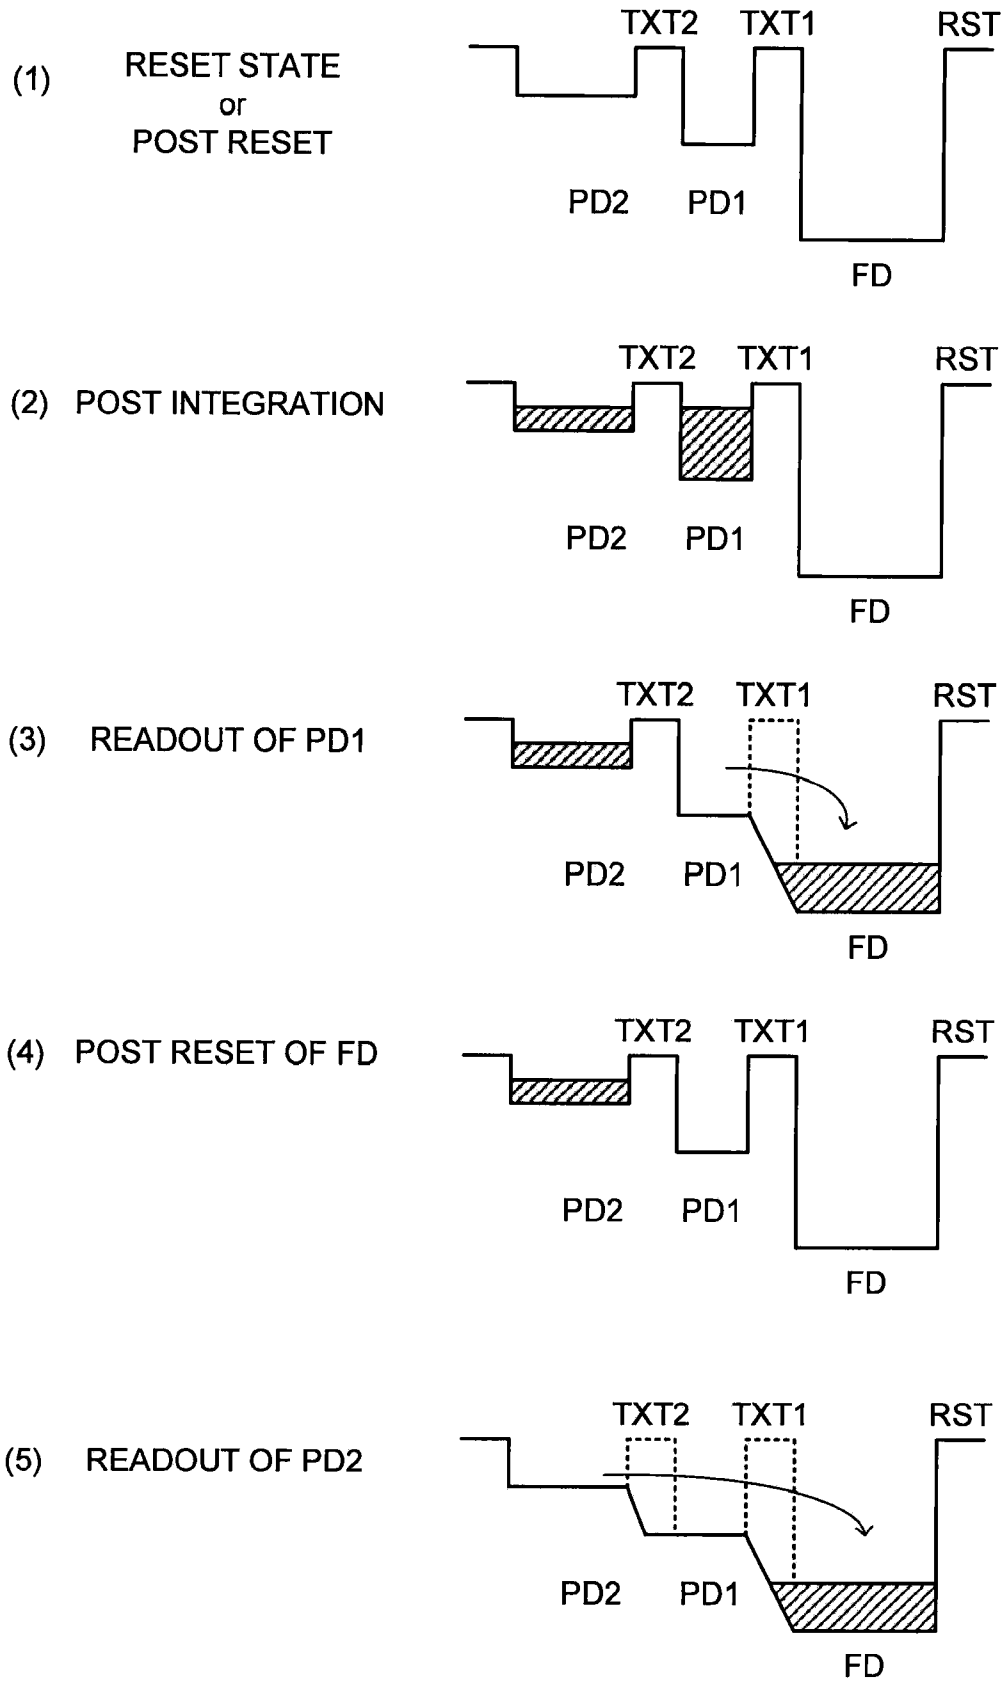 TXT2 TXT1 RST
(1) RESET STATE
or
POST RESET
PD2 PD1
FD
TXT2 TXT1 RST
(2) POST INTEGRATION
PD2 PD1
FD
TXT2 TXT1 RST
(3) READOUT OF PD1
PD2 PD1
FD
TXT2 TXT1 RST
(4) POST RESET OF FD
PD2 PD1
FD
TXT2 TXT1 RST
(5) READOUT OF PD2
PD2 PD1
FD